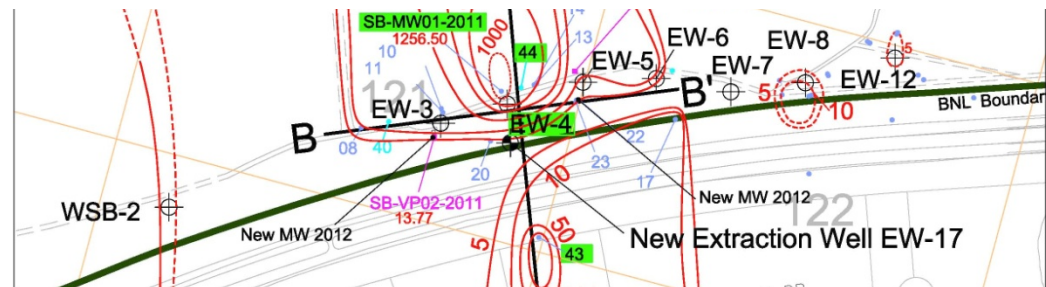 SB-MW01-2011
1256.50
1000
44
14
13
10
11
121
EW-3
EW-4
EW-5
EW-6
EW-7
EW-8
EW-12
5
5
10
BNL Boundar
B
B'
08
40
20
22
23
17
10
SB-VP02-2011
13.77
New MW 2012
New MW 2012
WSB-2
122
5
50
43
New Extraction Well EW-17